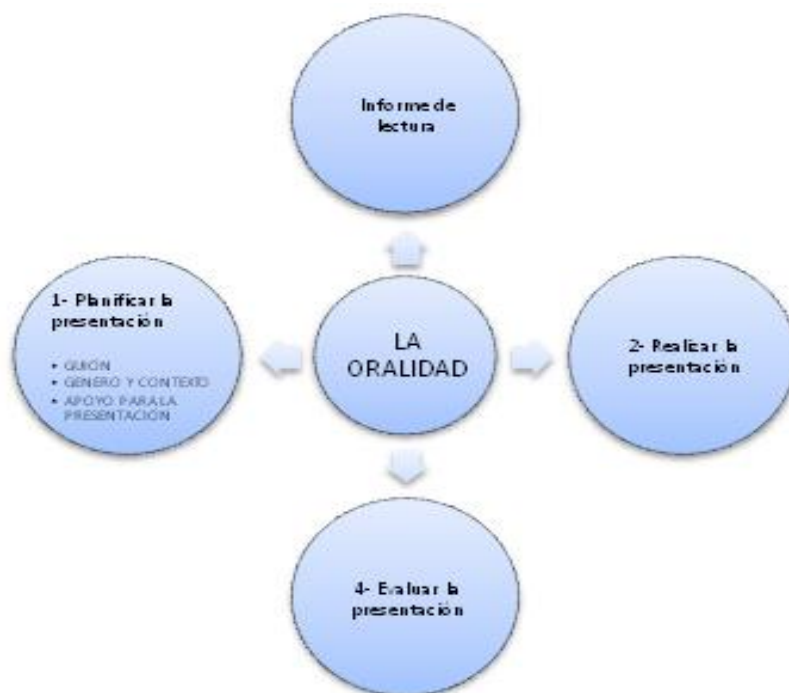 Informe de
lectura
1- Planificar la
presentación
• GUION
• GENERO Y CONTEXTO
• APOYO PARA LA
PRESENTACIÓN
LA
ORALIDAD
2- Realizar la
presentación
4- Evaluar la
presentación